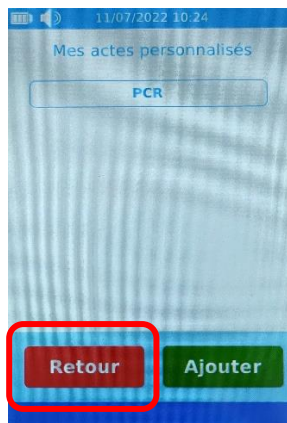 11/07/2022 10:24
Mes actes personnalisés
PCR
Retour
Ajouter